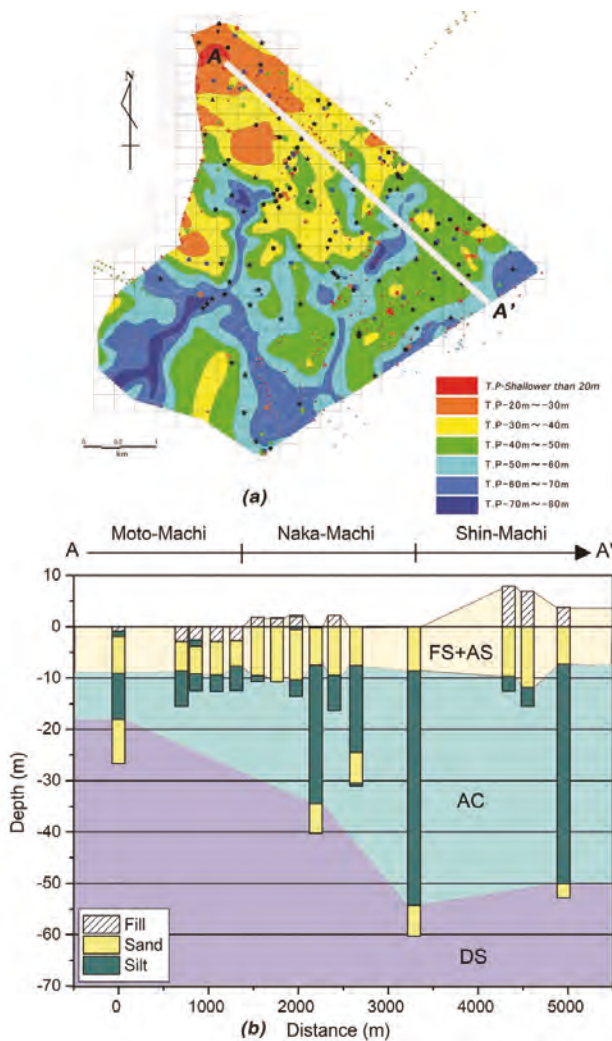 N
A
A'
0
0.5
1
km
T.P-Shallower than 20m
T.P-20m~-30m
T.P-30m~-40m
T.P-40m~-50m
T.P-50m~-60m
T.P-60m~-70m
T.P-70m~-80m
(a)
Moto-Machi Naka-Machi Shin-Machi
A A'
10
0
-10
-20
-30
-40
-50
-60
-70
Depth (m)
FS+AS
AC
DS
Fill
Sand
Silt
0 1000 2000 3000 4000 5000
(b) Distance (m)